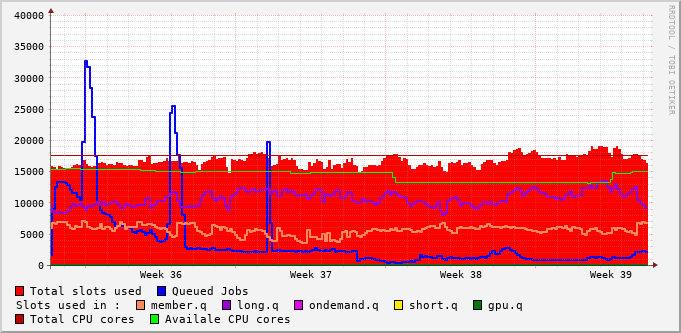 RRDTOOL / TOBI OETIKER
40000
35000
30000
25000
20000
15000
10000
5000
0
Week 36 Week 37 Week 38 Week 39
Total slots used Queued Jobs
Slots used in : member.q long.q ondemand.q short.q gpu.q
Total CPU cores Availale CPU cores